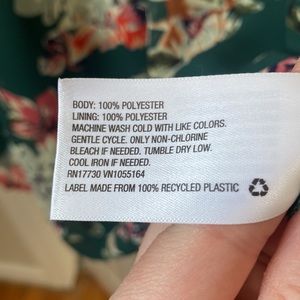 BODY: 100% POLYESTER
LINING: 100% POLYESTER
MACHINE WASH COLD WITH LIKE COLORS.
GENTLE CYCLE. ONLY NON-CHLORINE
BLEACH IF NEEDED. TUMBLE DRY LOW.
COOL IRON IF NEEDED.
RN17730 VN1055164
LABEL MADE FROM 100% RECYCLED PLASTIC